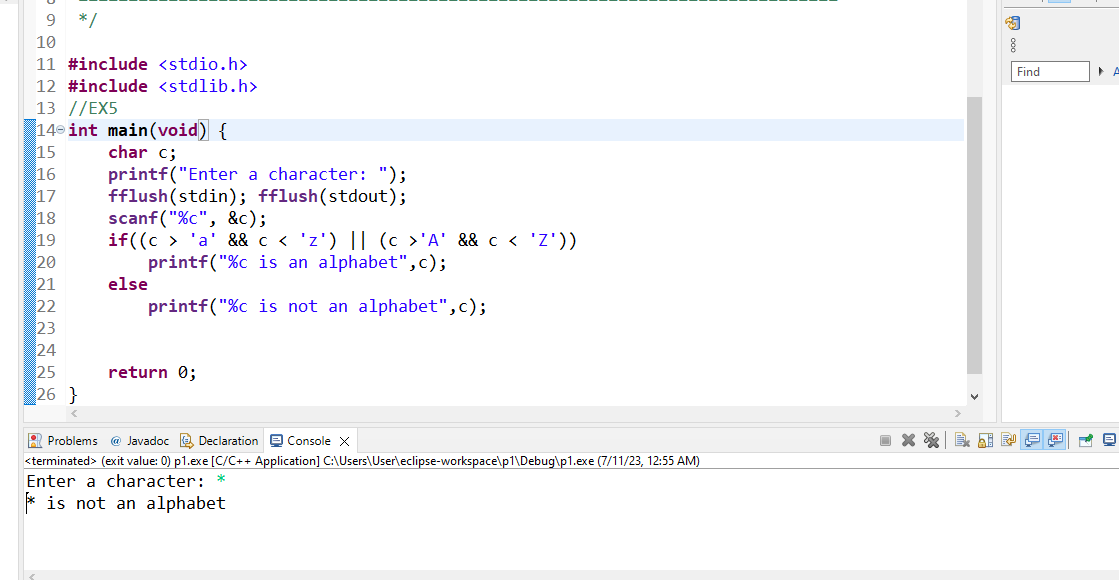 9 */
10
11 #include <stdio.h>
12 #include <stdlib.h>
13 //EX5
14 int main(void) {
15     char c;
16     printf("Enter a character: ");
17     fflush(stdin); fflush(stdout);
18     scanf("%c", &c);
19     if((c > 'a' && c < 'z') || (c >'A' && c < 'Z'))
20         printf("%c is an alphabet",c);
21     else
22         printf("%c is not an alphabet",c);
23
24
25     return 0;
26 }
Find
Problems @ Javadoc Declaration Console
<terminated> (exit value: 0) p1.exe [C/C++ Application] C:\Users\User\eclipse-workspace\p1\Debug\p1.exe (7/11/23, 12:55 AM)
Enter a character: *
* is not an alphabet